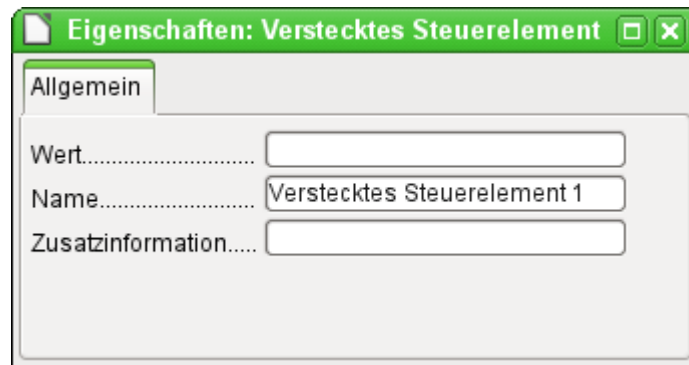 Eigenschaften: Verstecktes Steuerelement
Allgemein
Wert.............................
Name..........................
Verstecktes Steuerelement 1
Zusatzinformation.....